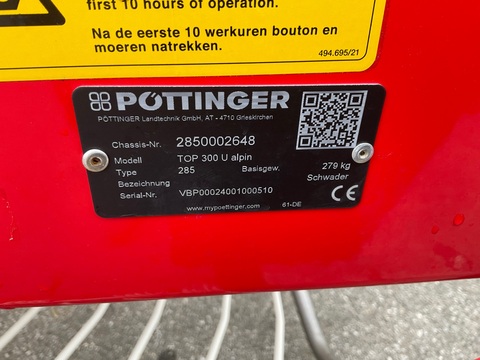 first 10 hours of operation.
Na de eerste 10 werkuren bouton en
moeren natrekken.
494.695/21
PÖTTINGER
PÖTTINGER Landtechnik GmbH, AT - 4710 Grieskirchen
Chassis-Nr. 2850002648
Modell TOP 300 U alpin
Type 285 Basisgew. 279 kg
Bezeichnung Schwader
Serial-Nr. VBP00024001000510 CE
www.mypoettinger.com 61-DE